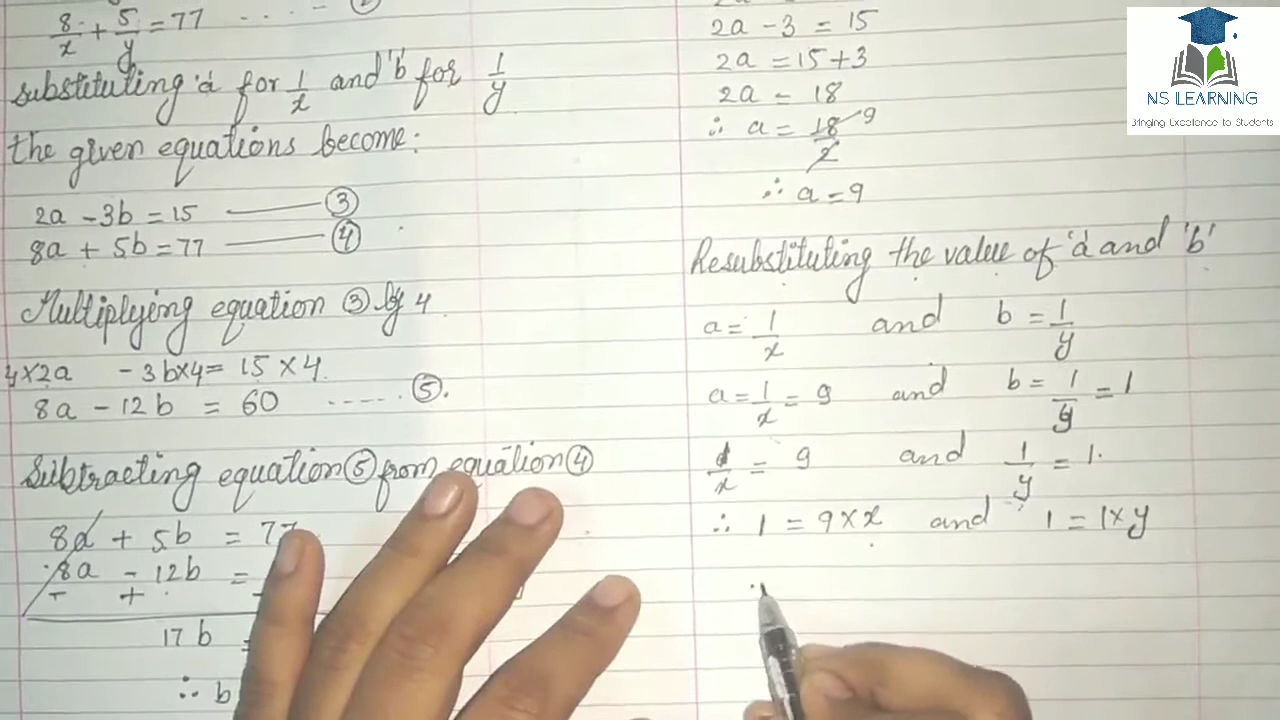 8/x + 5/y = 77 ..... ②
substituting 'a' for 1/x and 'b' for 1/y
the given equations become:
2a - 3b = 15 —— ③
8a + 5b = 77 —— ④
Multiplying equation ③ by 4
4×2a - 3b×4 = 15 × 4
8a - 12b = 60 ..... ⑤.
Subtracting equation ⑤ from equation ④
8a + 5b = 77
8a - 12b =
- + -
17b =
∴ b
2a - 3 = 15
2a = 15+3
2a = 18
∴ a = 18/2 9
∴ a = 9
Resubstituting the value of 'a' and 'b'
a = 1/x and b = 1/y
a = 1/x = 9 and b = 1/y = 1
1/x = 9 and 1/y = 1.
∴ 1 = 9×x and 1 = 1×y
NS LEARNING
Bringing Excellence to Students